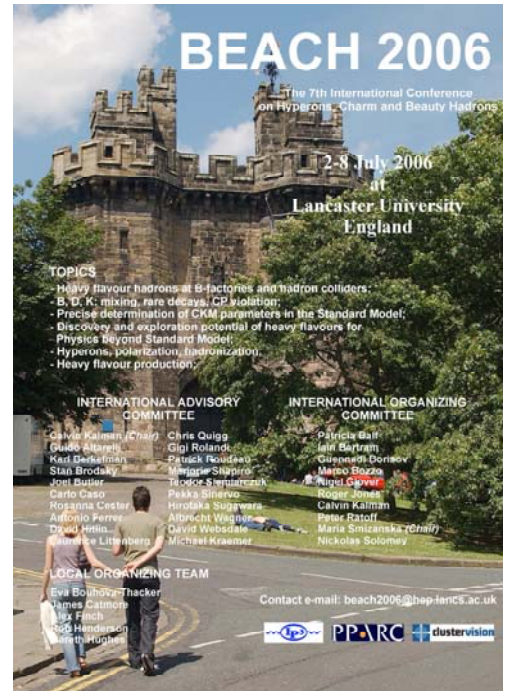 BEACH 2006
The 7th International Conference
on Hyperons, Charm and Beauty Hadrons
2-8 July 2006
at
Lancaster University
England
TOPICS
- Heavy flavour hadrons at B-factories and hadron colliders;
- B, D, K: mixing, rare decays, CP violation;
- Precise determination of CKM parameters in the Standard Model;
- Discovery and exploration potential of heavy flavours for
Physics beyond Standard Model;
- Hyperons, polarization, hadronization;
- Heavy flavour production;
INTERNATIONAL ADVISORY
COMMITTEE
Calvin Kalman (Chair)
Guido Altarelli
Karl Berkelman
Stan Brodsky
Joel Butler
Carlo Caso
Rosanna Cester
Antonio Ferrer
David Hitlin
Laurence Littenberg
Chris Quigg
Gigi Rolandi
Patrick Roudeau
Marjorie Shapiro
Teodor Siemiarczuk
Pekka Sinervo
Hirotaka Sugawara
Albrecht Wagner
David Websdale
Michael Kraemer
INTERNATIONAL ORGANIZING
COMMITTEE
Patricia Ball
Iain Bertram
Guennadi Borisov
Marco Bozzo
Nigel Glover
Roger Jones
Calvin Kalman
Peter Ratoff
Maria Smizanska (Chair)
Nickolas Solomey
LOCAL ORGANIZING TEAM
Eva Bouhova-Thacker
James Catmore
Alex Finch
Rob Henderson
Gareth Hughes
Contact e-mail: beach2006@hep.lancs.ac.uk
PPARC
clustervision